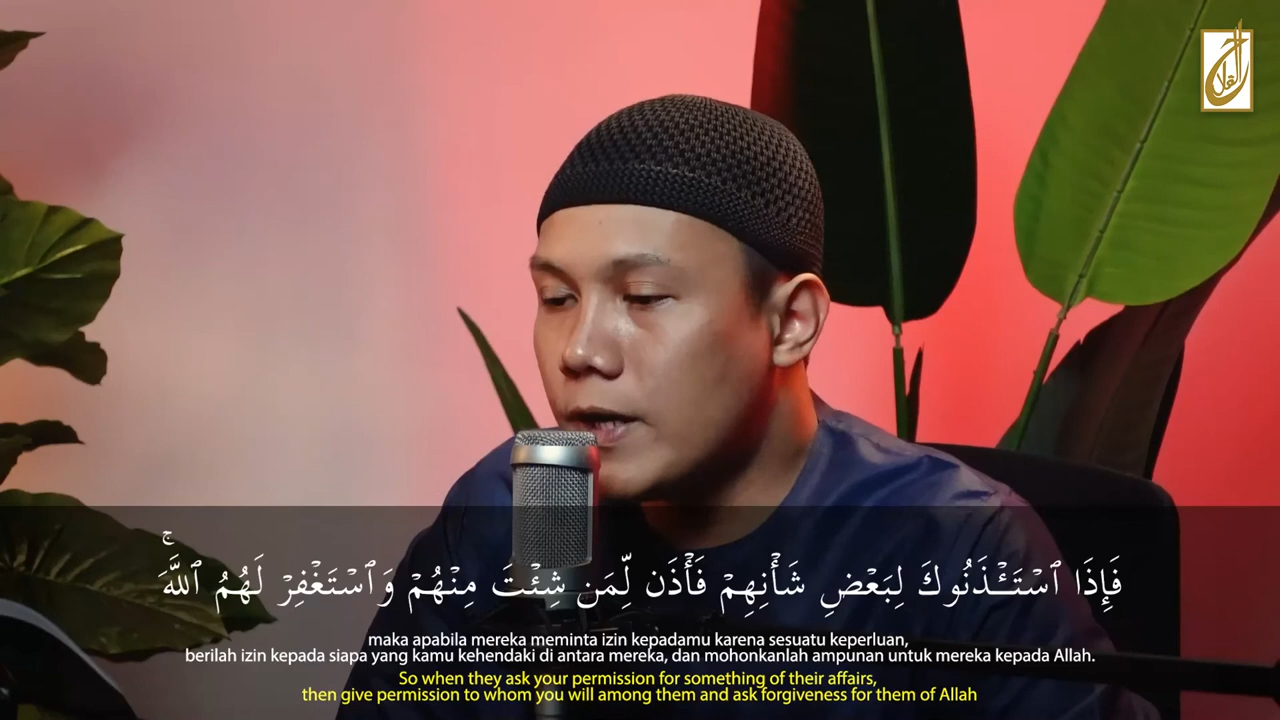 العلا
فَإِذَا ٱسْتَـْٔذَنُوكَ لِبَعْضِ شَأْنِهِمْ فَأْذَن لِّمَن شِئْتَ مِنْهُمْ وَٱسْتَغْفِرْ لَهُمُ ٱللَّهَۚ
maka apabila mereka meminta izin kepadamu karena sesuatu keperluan,
berilah izin kepada siapa yang kamu kehendaki di antara mereka, dan mohonkanlah ampunan untuk mereka kepada Allah.
So when they ask your permission for something of their affairs,
then give permission to whom you will among them and ask forgiveness for them of Allah